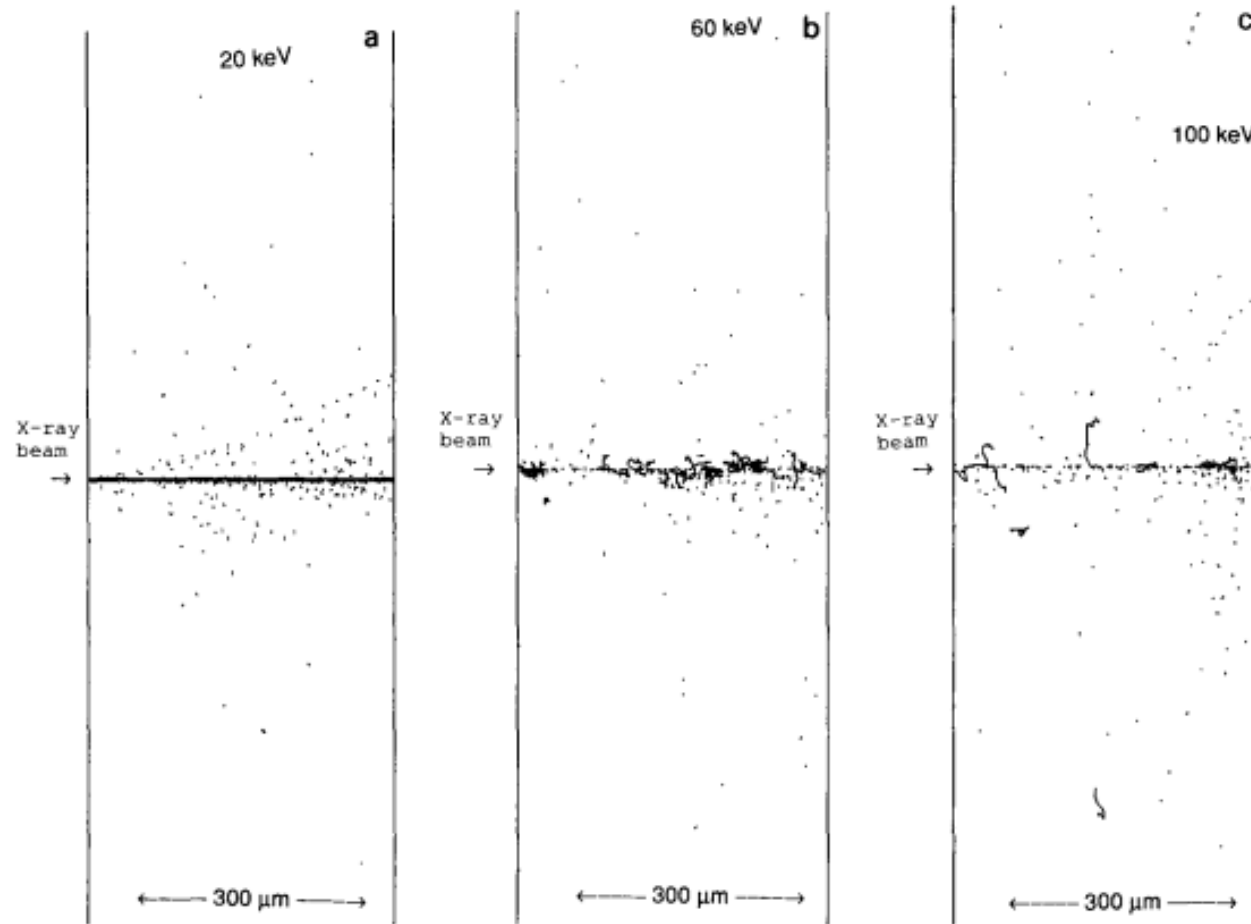 a
20 keV
X-ray
beam
→
← 300 μm →
60 keV
b
X-ray
beam
→
← 300 μm →
c
100 keV
X-ray
beam
→
← 300 μm →